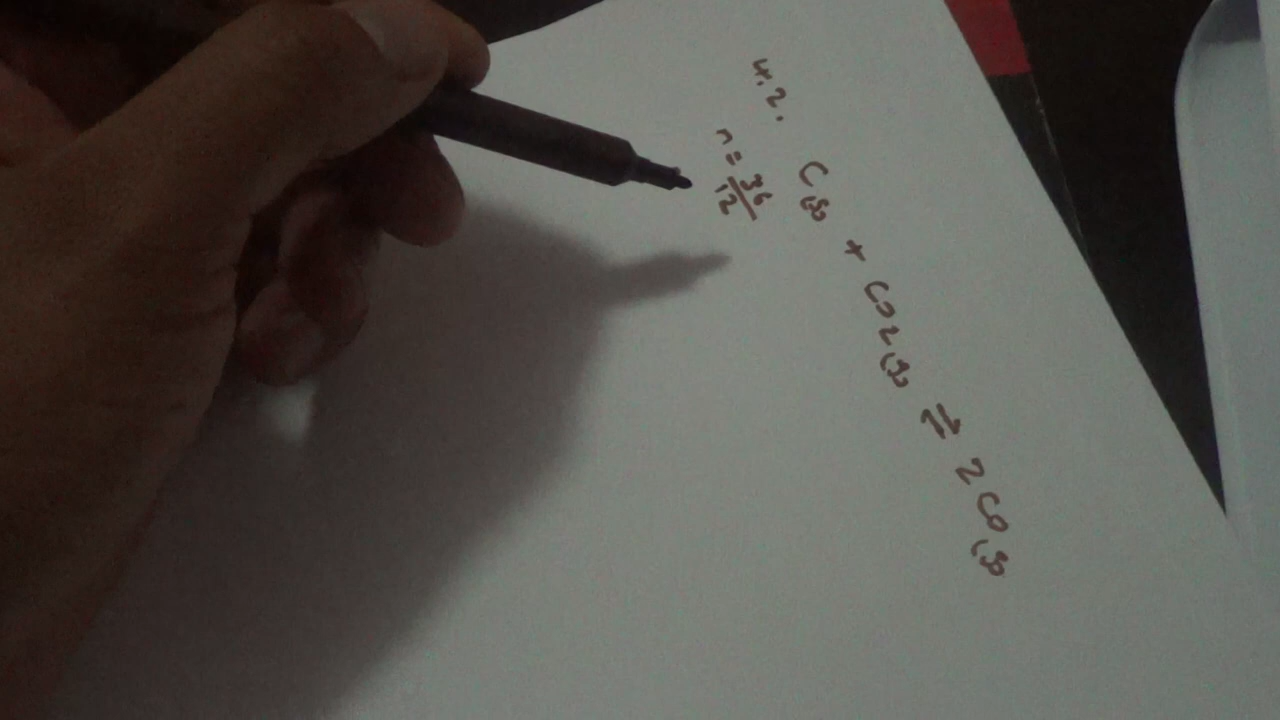 4.2.
C(g) + CO2(g) ⇌ 2CO(g)
n = 36/12